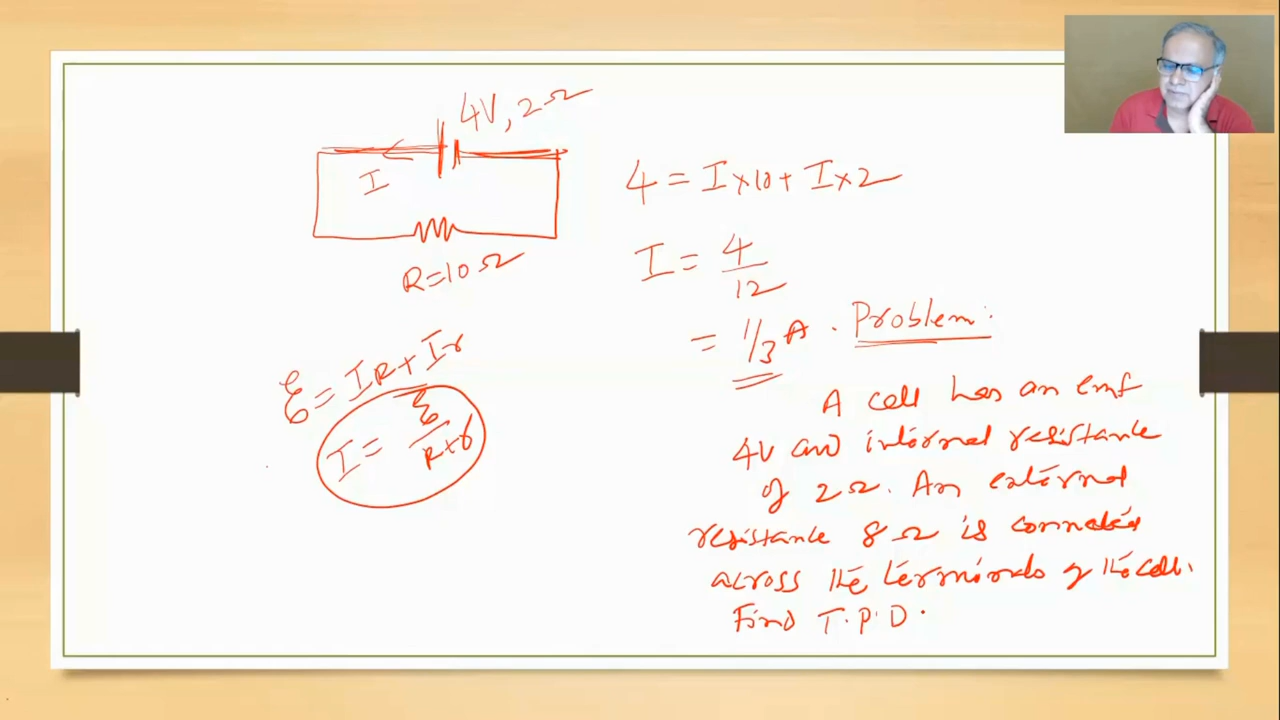 4V, 2Ω
I
R=10Ω
4 = I×10 + I×2
I = 4/12
= 1/3 A.
ℰ = IR + Ir
I = ℰ/R+r
Problem:
A cell has an emf
4V and internal resistance
of 2Ω. An external
resistance 8Ω is connected
across the terminals of the cell.
Find T.P.D.